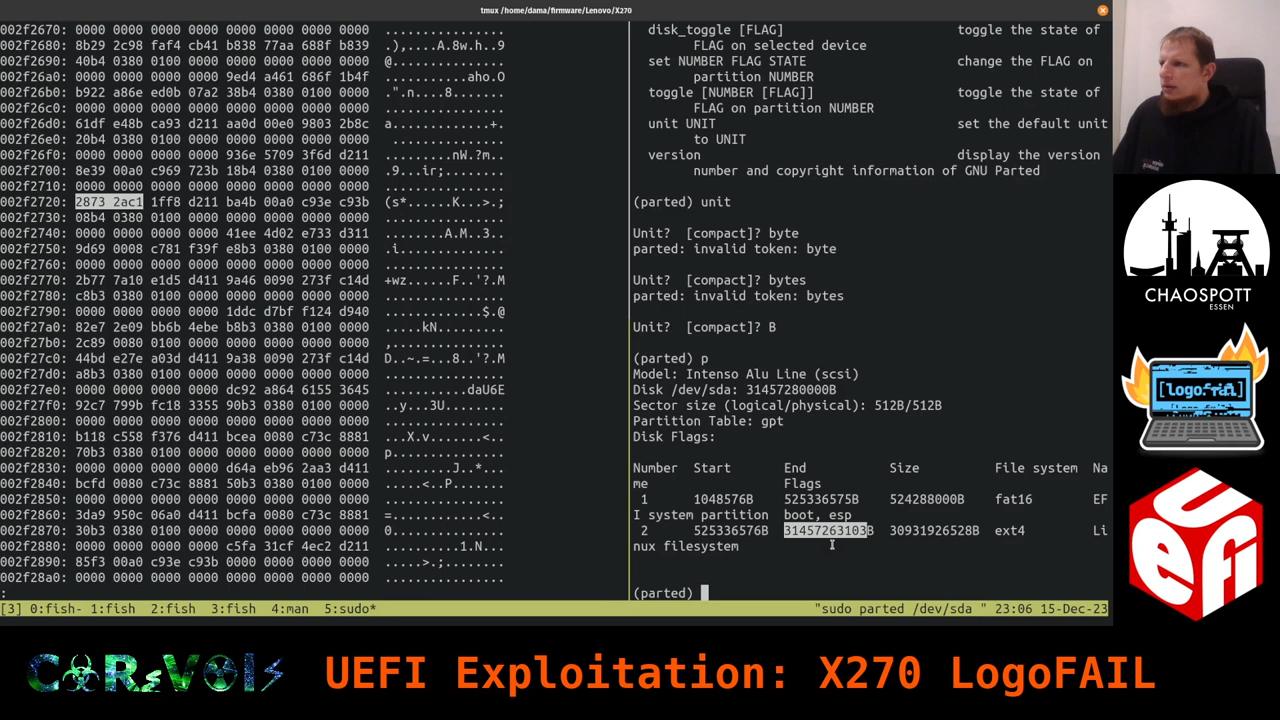 tmux /home/dama/firmware/Lenovo/X270
002f2670: 0000 0000 0000 0000 0000 0000 0000 0000 ................
002f2680: 8b29 2c98 faf4 cb41 b838 77aa 688f b839 .),....A.8w.h..9
002f2690: 40b4 0380 0100 0000 0000 0000 0000 0000 @...............
002f26a0: 0000 0000 0000 0000 9ed4 a461 686f 1b4f ...........aho.O
002f26b0: b922 a86e ed0b 07a2 38b4 0380 0100 0000 .".n....8.......
002f26c0: 0000 0000 0000 0000 0000 0000 0000 0000 ................
002f26d0: 61df e48b ca93 d211 aa0d 00e0 9803 2b8c a.............+.
002f26e0: 20b4 0380 0100 0000 0000 0000 0000 0000 ...............
002f26f0: 0000 0000 0000 0000 936e 5709 3f6d d211 .........nW.?m..
002f2700: 8e39 00a0 c969 723b 18b4 0380 0100 0000 .9...ir;........
002f2710: 0000 0000 0000 0000 0000 0000 0000 0000 ................
002f2720: 2873 2ac1 1ff8 d211 ba4b 00a0 c93e c93b (s*......K...>.;
002f2730: 08b4 0380 0100 0000 0000 0000 0000 0000 ................
002f2740: 0000 0000 0000 0000 41ee 4d02 e733 d311 ........A.M..3..
002f2750: 9d69 0008 c781 f39f e8b3 0380 0100 0000 .i..............
002f2760: 0000 0000 0000 0000 0000 0000 0000 0000 ................
002f2770: 2b77 7a10 e1d5 d411 9a46 0090 273f c14d +wz......F..'?.M
002f2780: c8b3 0380 0100 0000 0000 0000 0000 0000 ................
002f2790: 0000 0000 0000 0000 1ddc d7bf f124 d940 .............$.@
002f27a0: 82e7 2e09 bb6b 4ebe b8b3 0380 0100 0000 .....kN.........
002f27b0: 2c89 0080 0100 0000 0000 0000 0000 0000 ,...............
002f27c0: 44bd e27e a03d d411 9a38 0090 273f c14d D..~.=...8..'?.M
002f27d0: a8b3 0380 0100 0000 0000 0000 0000 0000 ................
002f27e0: 0000 0000 0000 0000 dc92 a864 6155 3645 ...........daU6E
002f27f0: 92c7 799b fc18 3355 90b3 0380 0100 0000 ..y...3U........
002f2800: 0000 0000 0000 0000 0000 0000 0000 0000 ................
002f2810: b118 c558 f376 d411 bcea 0080 c73c 8881 ...X.v.......<..
002f2820: 70b3 0380 0100 0000 0000 0000 0000 0000 p...............
002f2830: 0000 0000 0000 0000 d64a eb96 2aa3 d411 .........J..*...
002f2840: bcfd 0080 c73c 8881 50b3 0380 0100 0000 .....<..P.......
002f2850: 0000 0000 0000 0000 0000 0000 0000 0000 ................
002f2860: 3da9 950c 06a0 d411 bcfa 0080 c73c 8881 =............<..
002f2870: 30b3 0380 0100 0000 0000 0000 0000 0000 0...............
002f2880: 0000 0000 0000 0000 c5fa 31cf 4ec2 d211 ..........1.N...
002f2890: 85f3 00a0 c93e c93b 0000 0000 0000 0000 .....>.;........
002f28a0: 0000 0000 0000 0000 0000 0000 0000 0000 ................
:
disk_toggle [FLAG] toggle the state of
FLAG on selected device
set NUMBER FLAG STATE change the FLAG on
partition NUMBER
toggle [NUMBER [FLAG]] toggle the state of
FLAG on partition NUMBER
unit UNIT set the default unit
to UNIT
version display the version
number and copyright information of GNU Parted
(parted) unit
Unit? [compact]? byte
parted: invalid token: byte
Unit? [compact]? bytes
parted: invalid token: bytes
Unit? [compact]? B
(parted) p
Model: Intenso Alu Line (scsi)
Disk /dev/sda: 31457280000B
Sector size (logical/physical): 512B/512B
Partition Table: gpt
Disk Flags:
Number Start End Size File system Na
me Flags
1 1048576B 525336575B 524288000B fat16 EF
I system partition boot, esp
2 525336576B 31457263103B 30931926528B ext4 Li
nux filesystem
(parted)
[3] 0:fish- 1:fish 2:fish 3:fish 4:man 5:sudo* "sudo parted /dev/sda " 23:06 15-Dec-23
CHAOSPOTT
ESSEN
[logofail]
UEFI
UEFI Exploitation: X270 LogoFAIL